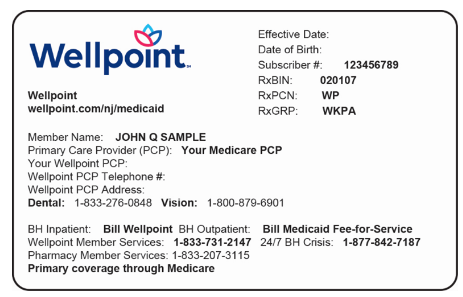 Wellpoint™
Effective Date:
Date of Birth:
Subscriber #: 123456789
RxBIN: 020107
RxPCN: WP
RxGRP: WKPA
Wellpoint
wellpoint.com/nj/medicaid
Member Name: JOHN Q SAMPLE
Primary Care Provider (PCP): Your Medicare PCP
Your Wellpoint PCP:
Wellpoint PCP Telephone #:
Wellpoint PCP Address:
Dental: 1-833-276-0848 Vision: 1-800-879-6901
BH Inpatient: Bill Wellpoint BH Outpatient: Bill Medicaid Fee-for-Service
Wellpoint Member Services: 1-833-731-2147 24/7 BH Crisis: 1-877-842-7187
Pharmacy Member Services: 1-833-207-3115
Primary coverage through Medicare